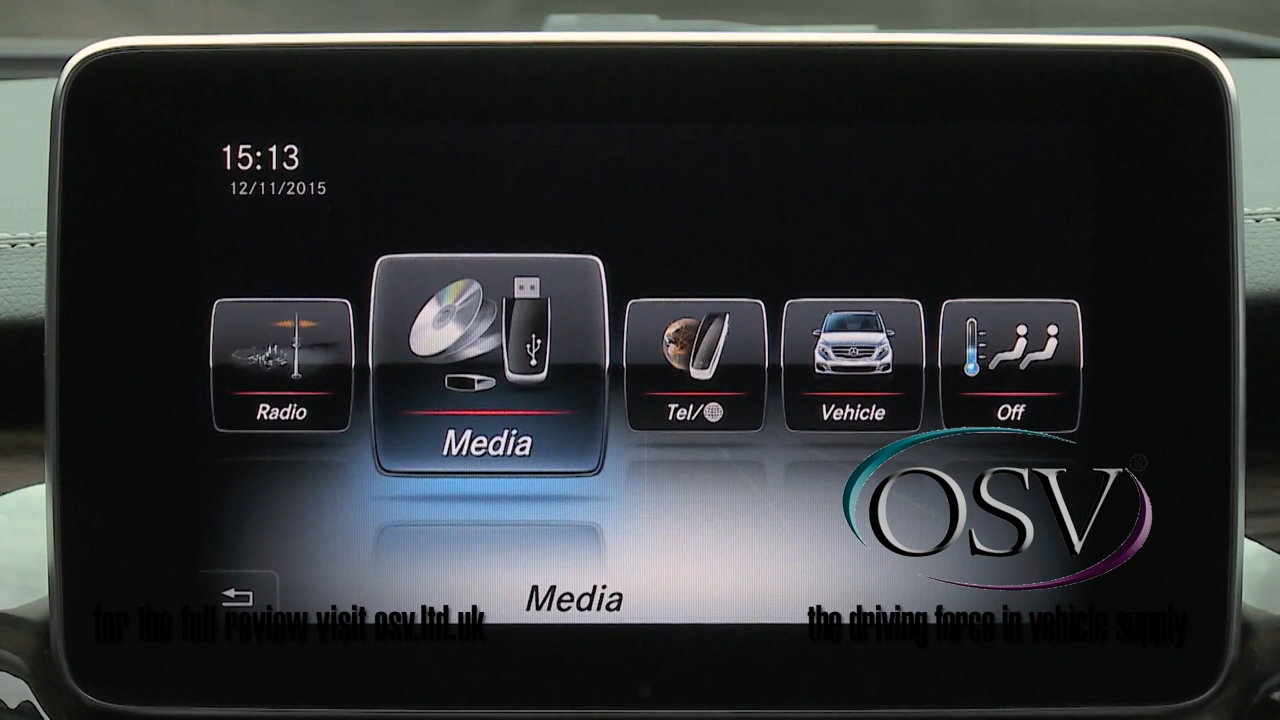 15:13
12/11/2015
Radio
Media
Tel/
Vehicle
Off
OSV®
Media
for the full review visit osv.ltd.uk
the driving force in vehicle supply